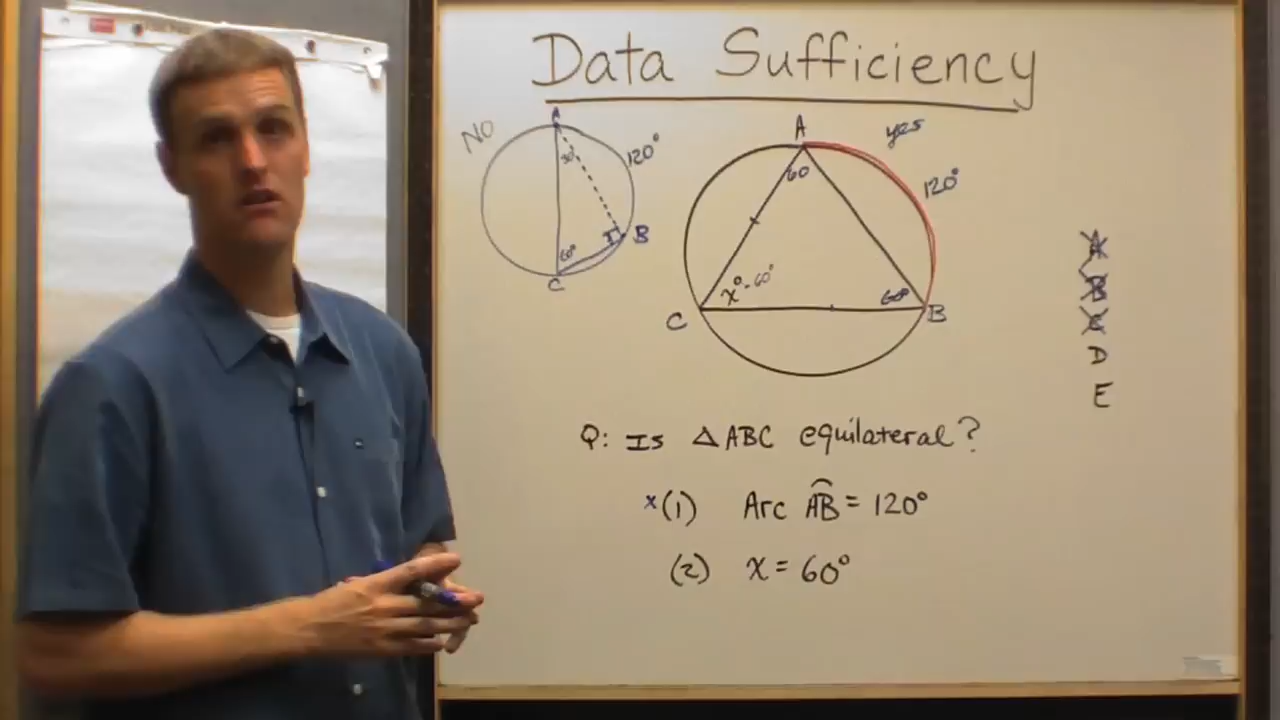 Data Sufficiency
NO
A
30°
120°
60°
B
C
A
yes
60
120°
x° - 60°
60°
C
B
A
B
C
D
E
Q: Is △ABC equilateral?
x (1) Arc A͡B = 120°
(2) x = 60°